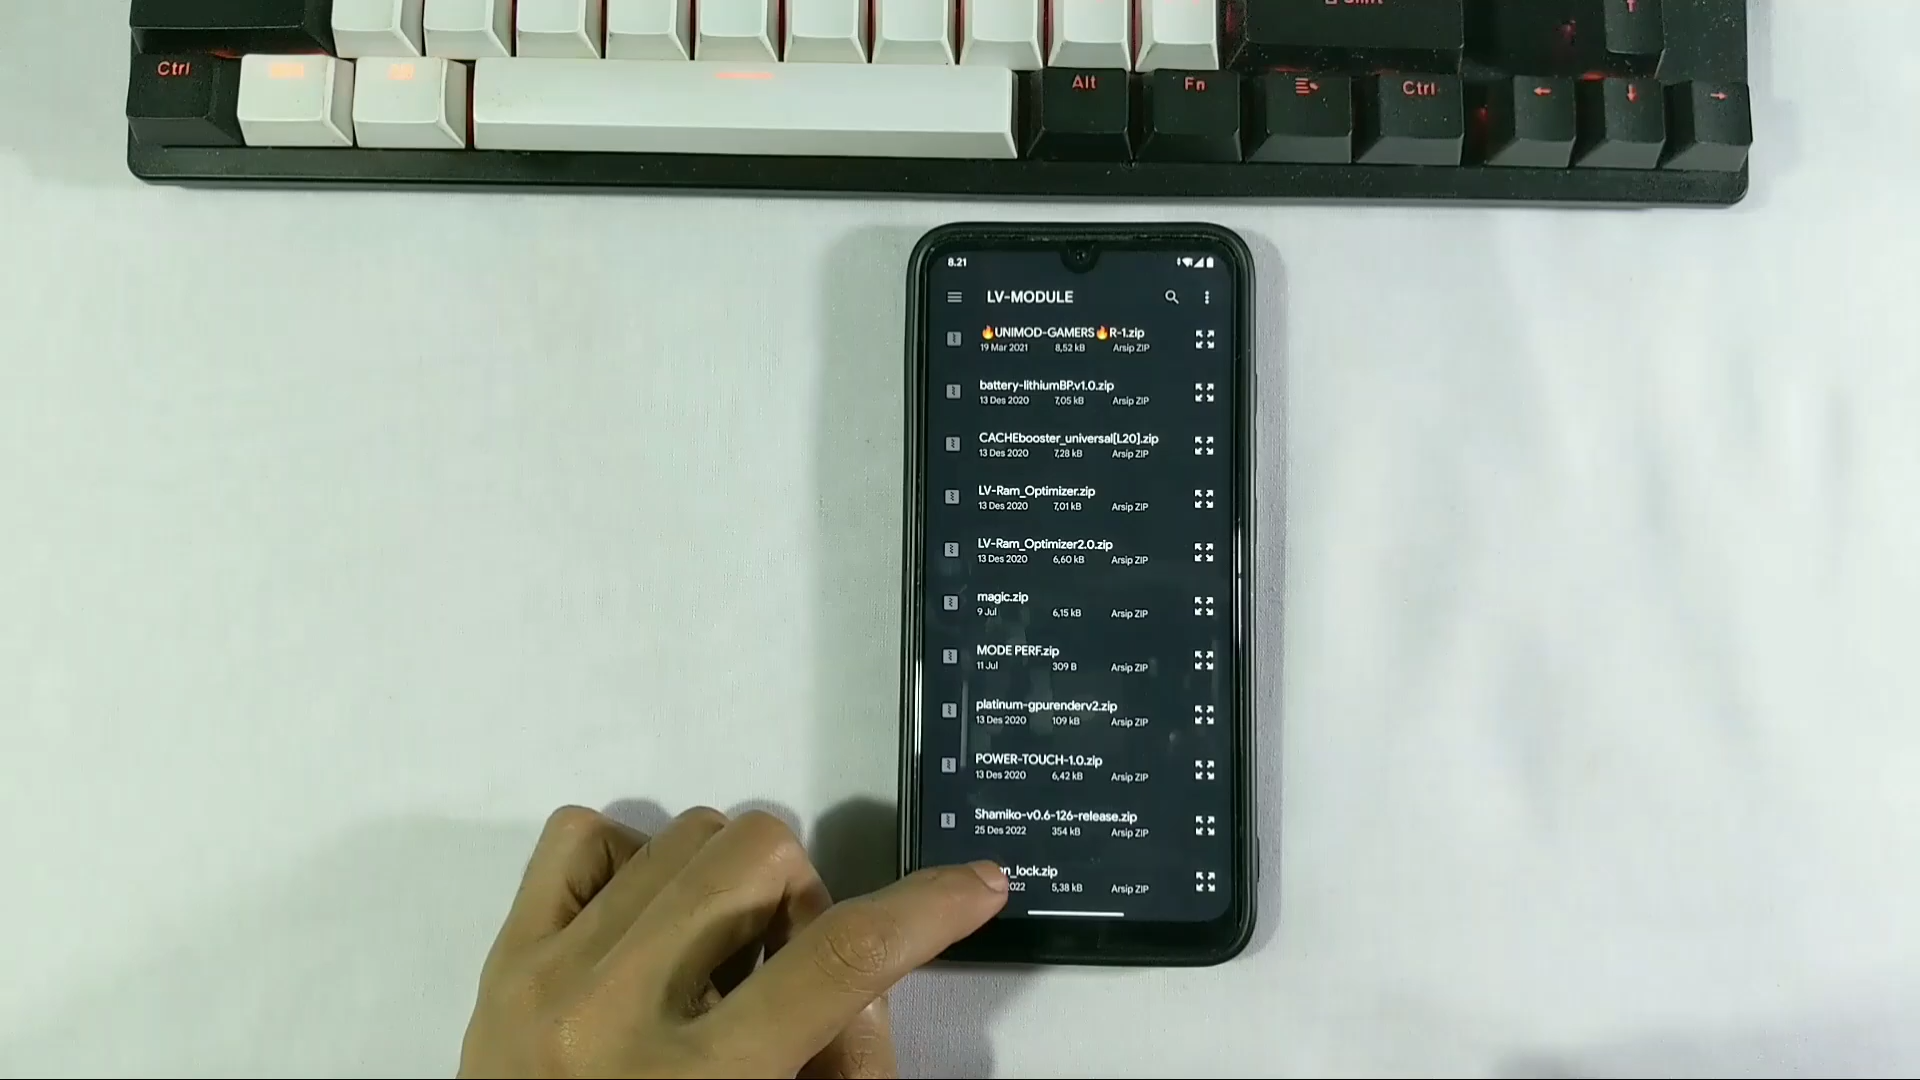 Shift
↑
Ctrl
Alt
Fn
Ctrl
←
↓
→
8.21
LV-MODULE
🔥UNIMOD-GAMERS🔥R-1.zip
19 Mar 2021 8,52 kB Arsip ZIP
battery-lithiumBP.v1.0.zip
13 Des 2020 7,05 kB Arsip ZIP
CACHEbooster_universal[L20].zip
13 Des 2020 7,28 kB Arsip ZIP
LV-Ram_Optimizer.zip
13 Des 2020 7,01 kB Arsip ZIP
LV-Ram_Optimizer2.0.zip
13 Des 2020 6,60 kB Arsip ZIP
magic.zip
9 Jul 6,15 kB Arsip ZIP
MODE PERF.zip
11 Jul 309 B Arsip ZIP
platinum-gpurenderv2.zip
13 Des 2020 109 kB Arsip ZIP
POWER-TOUCH-1.0.zip
13 Des 2020 6,42 kB Arsip ZIP
Shamiko-v0.6-126-release.zip
25 Des 2022 354 kB Arsip ZIP
_lock.zip
2022 5,38 kB Arsip ZIP